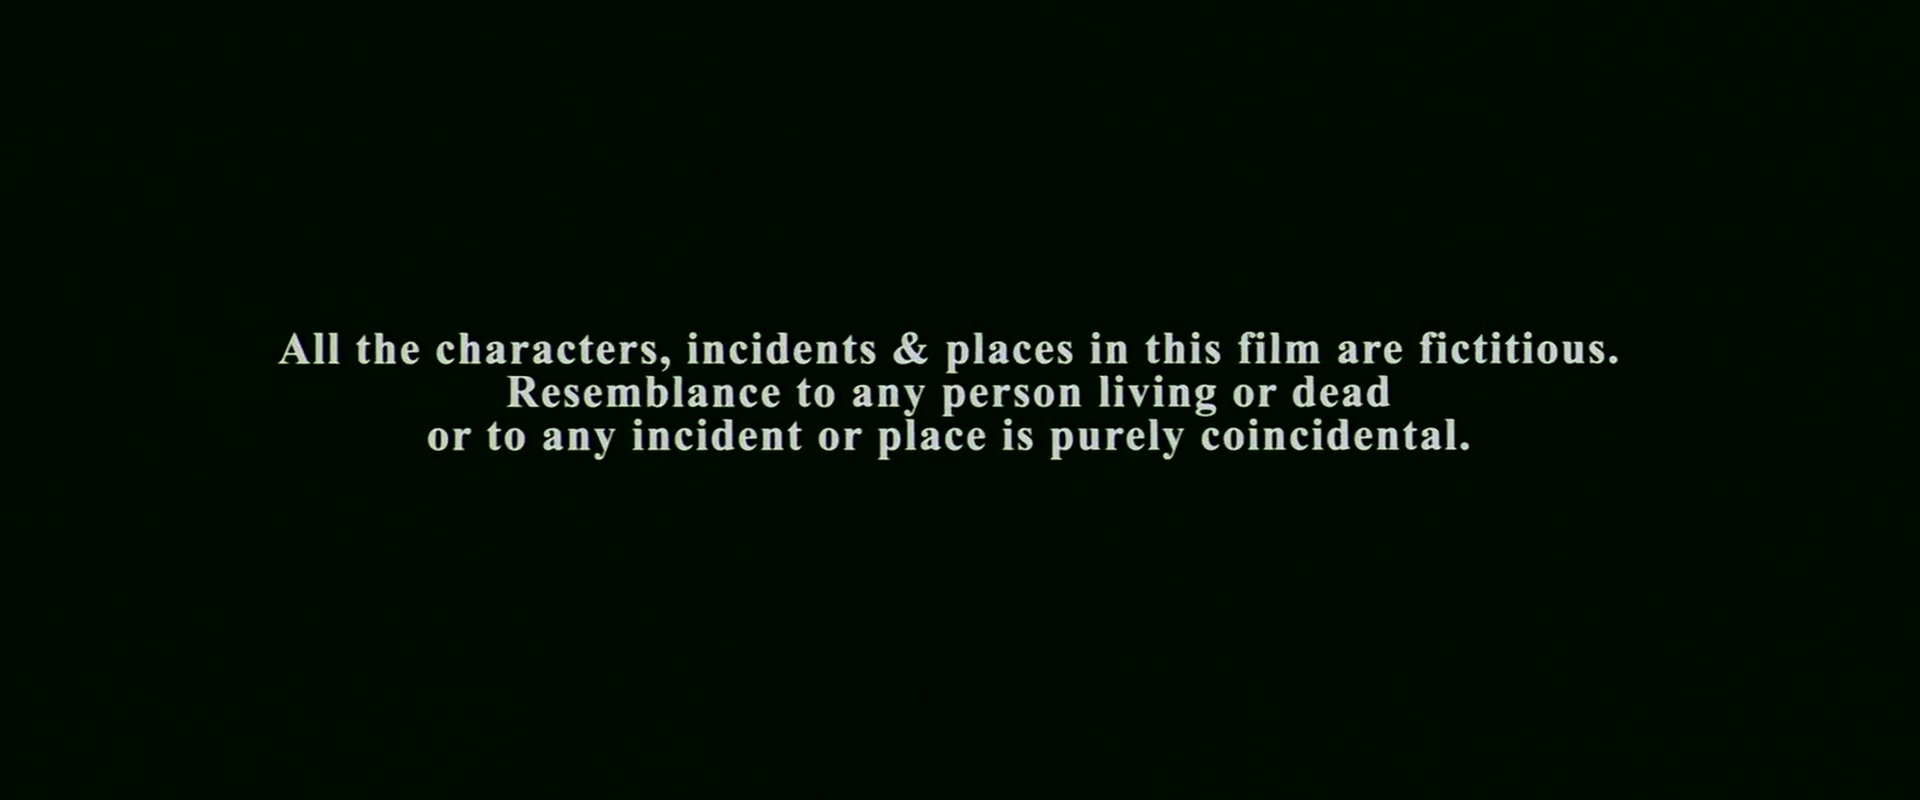 All the characters, incidents & places in this film are fictitious.
Resemblance to any person living or dead
or to any incident or place is purely coincidental.